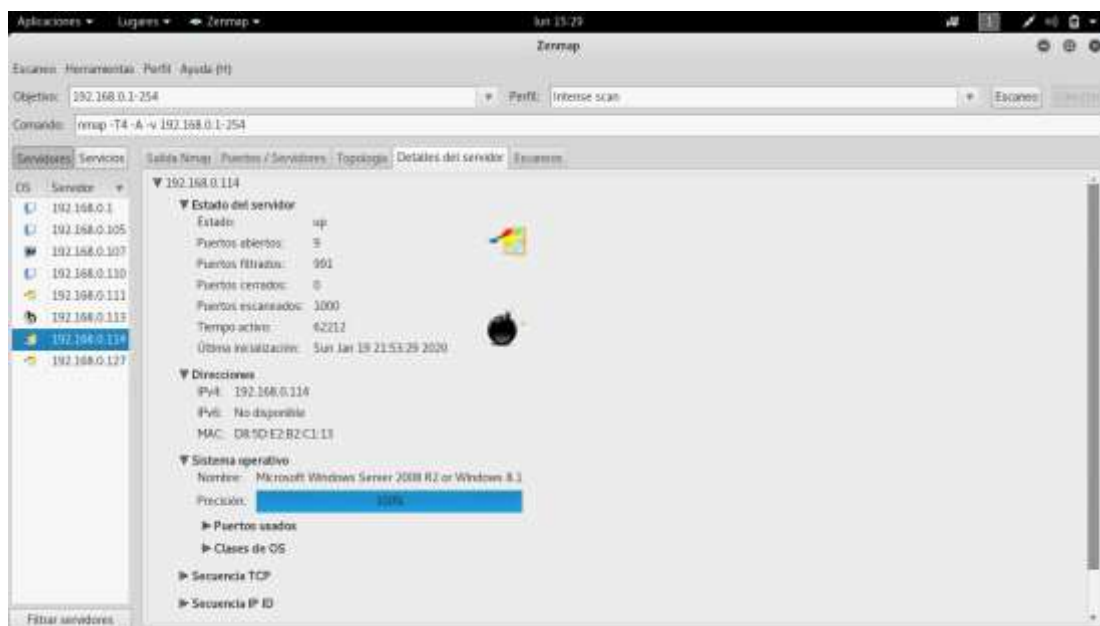 Aplicaciones Lugares Zenmap lun 15:29 1
Zenmap
Escaneo Herramientas Perfil Ayuda (H)
Objetivo: 192.168.0.1-254 Perfil: Intense scan Escaneo
Comando: nmap -T4 -A -v 192.168.0.1-254
Servidores Servicios Salida Nmap Puertos / Servidores Topología Detalles del servidor Escaneos
OS Servidor
192.168.0.1
192.168.0.105
192.168.0.107
192.168.0.110
192.168.0.111
192.168.0.113
192.168.0.114
192.168.0.127
Filtrar servidores
192.168.0.114
Estado del servidor
Estado: up
Puertos abiertos: 9
Puertos filtrados: 991
Puertos cerrados: 0
Puertos escaneados: 1000
Tiempo activo: 62212
Última inicialización: Sun Jan 19 21:53:29 2020
Direcciones
IPv4: 192.168.0.114
IPv6: No disponible
MAC: D8:5D:E2:B2:C1:13
Sistema operativo
Nombre: Microsoft Windows Server 2008 R2 or Windows 8.1
Precisión: 100%
Puertos usados
Clases de OS
Secuencia TCP
Secuencia IP ID